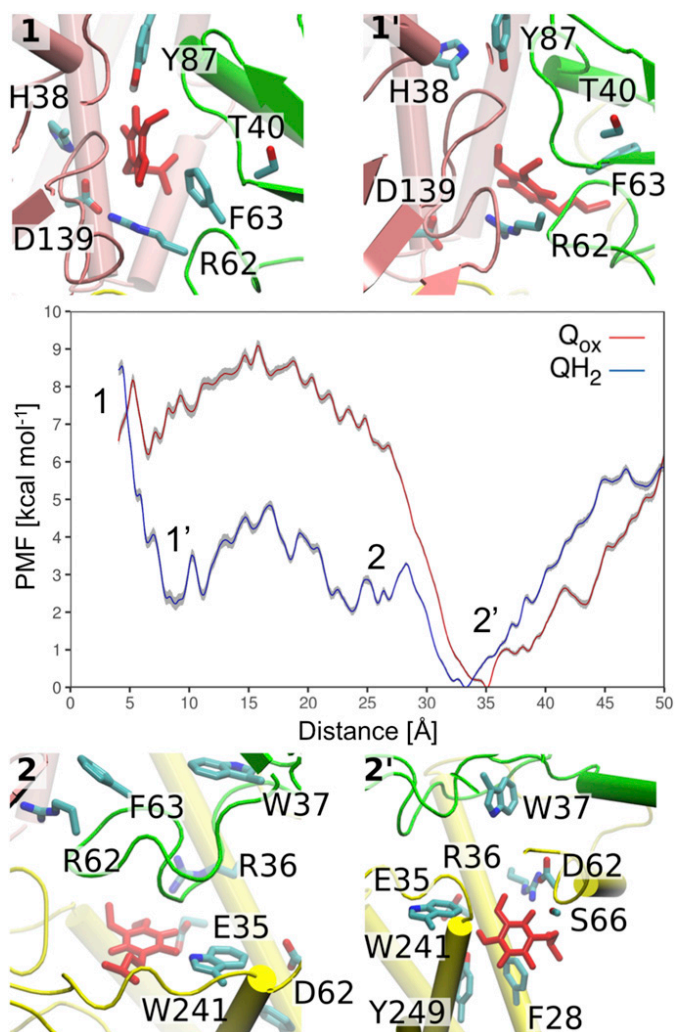 1
Y87
H38
T40
D139
F63
R62
1'
Y87
H38
T40
D139
F63
R62
10
9
8
7
6
5
4
3
2
1
0
PMF [kcal mol⁻¹]
Qox
QH₂
1
1'
2
2'
0
5
10
15
20
25
30
35
40
45
50
Distance [Å]
2
F63
W37
R62
R36
E35
W241
D62
2'
W37
R36
D62
E35
S66
W241
Y249
F28